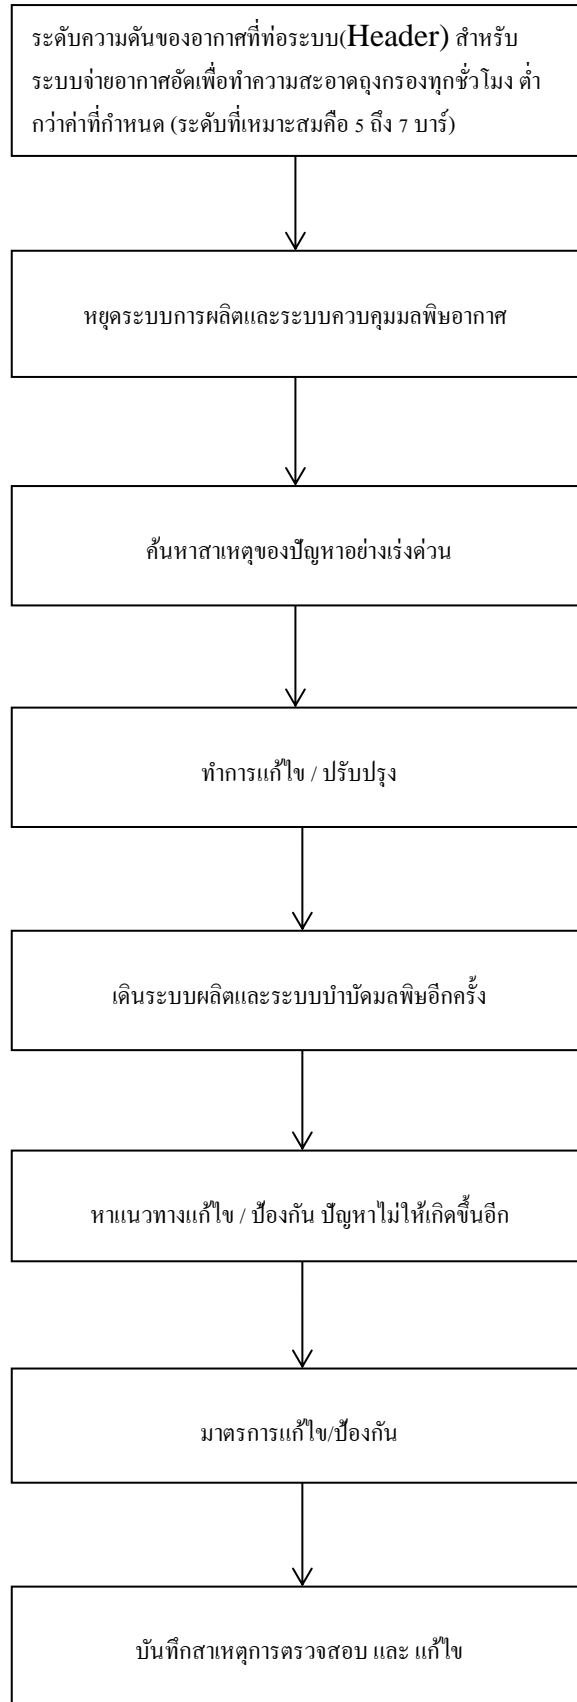 ระดับความดันของอากาศที่ท่อระบบ(Header) สำหรับ
ระบบจ่ายอากาศอัดเพื่อทำความสะอาดถุงกรองทุกชั่วโมง ต่ำ
กว่าค่าที่กำหนด (ระดับที่เหมาะสมคือ 5 ถึง 7 บาร์)
หยุดระบบการผลิตและระบบควบคุมมลพิษอากาศ
ค้นหาสาเหตุของปัญหาอย่างเร่งด่วน
ทำการแก้ไข / ปรับปรุง
เดินระบบผลิตและระบบบำบัดมลพิษอีกครั้ง
หาแนวทางแก้ไข / ป้องกัน ปัญหาไม่ให้เกิดขึ้นอีก
มาตรการแก้ไข/ป้องกัน
บันทึกสาเหตุการตรวจสอบ และ แก้ไข